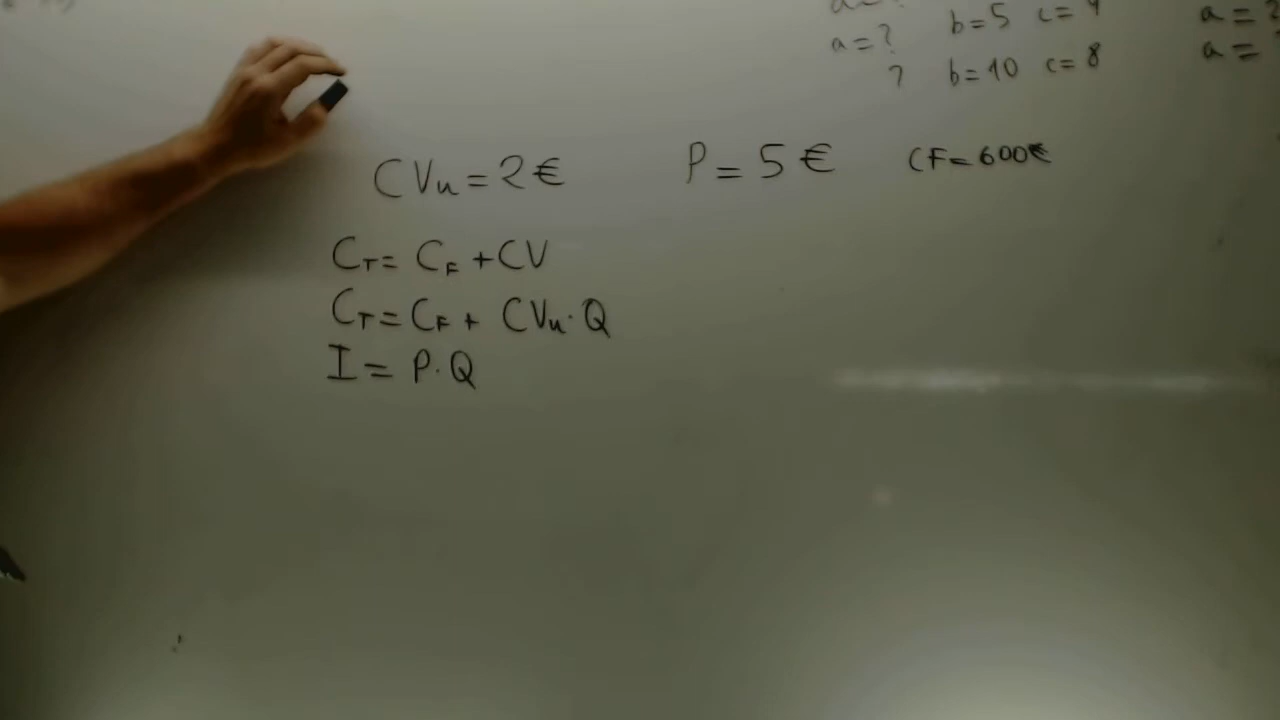 a=? b=5 c=4
? b=10 c=8
a=
a=
CVu=2€ P=5€ CF=600€
CT=CF+CV
CT=CF+CVu·Q
I=P·Q